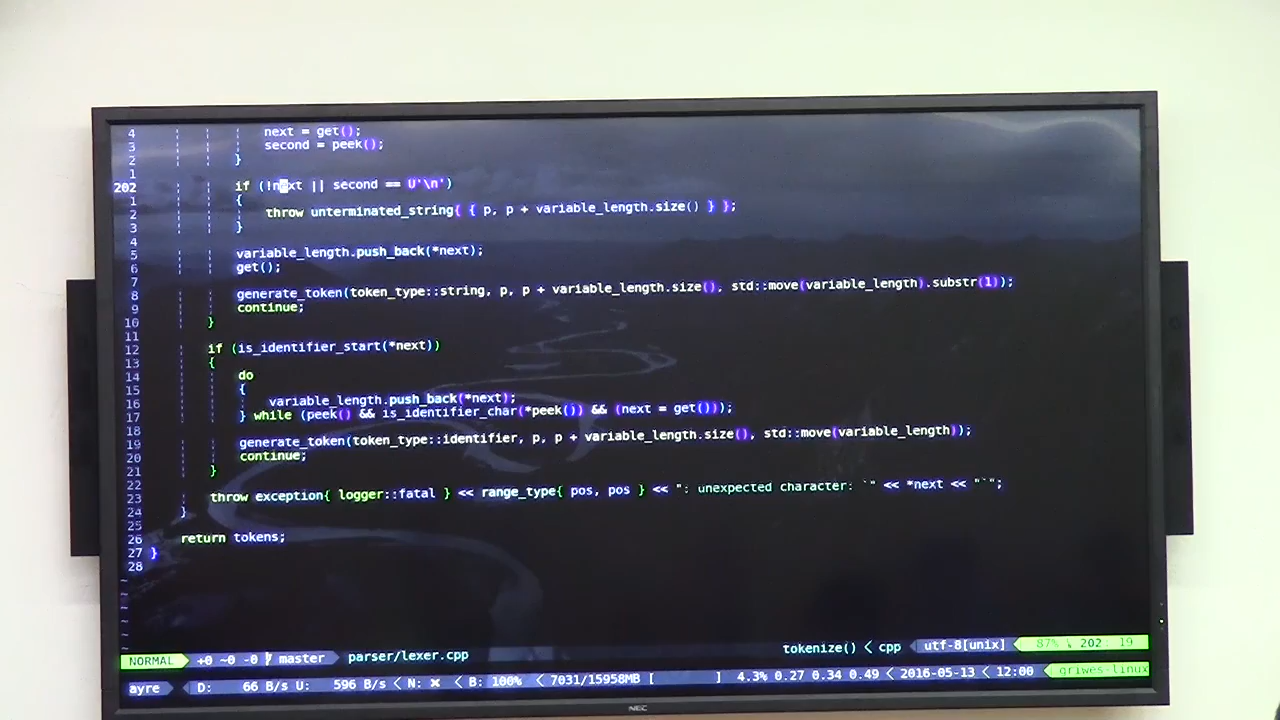 4 next = get();
3 second = peek();
2 }
1
202 if (!next || second == U'\n')
1 {
2 throw unterminated_string{ { p, p + variable_length.size() } };
3 }
4
5 variable_length.push_back(*next);
6 get();
7
8 generate_token(token_type::string, p, p + variable_length.size(), std::move(variable_length).substr(1));
9 continue;
10 }
11
12 if (is_identifier_start(*next))
13 {
14 do
15 {
16 variable_length.push_back(*next);
17 } while (peek() && is_identifier_char(*peek()) && (next = get()));
18
19 generate_token(token_type::identifier, p, p + variable_length.size(), std::move(variable_length));
20 continue;
21 }
22
23 throw exception{ logger::fatal } << range_type{ pos, pos } << ": unexpected character: `" << *next << "`";
24 }
25
26 return tokens;
27 }
28
~
~
~
~
~
NORMAL +0 ~0 -0 master parser/lexer.cpp tokenize() < cpp utf-8[unix] 87% 202: 19
ayre D: 66 B/s U: 596 B/s < N: × < B: 100% < 7031/15958MB [ ] 4.3% 0.27 0.34 0.49 < 2016-05-13 < 12:00 griwes-linux
NEC